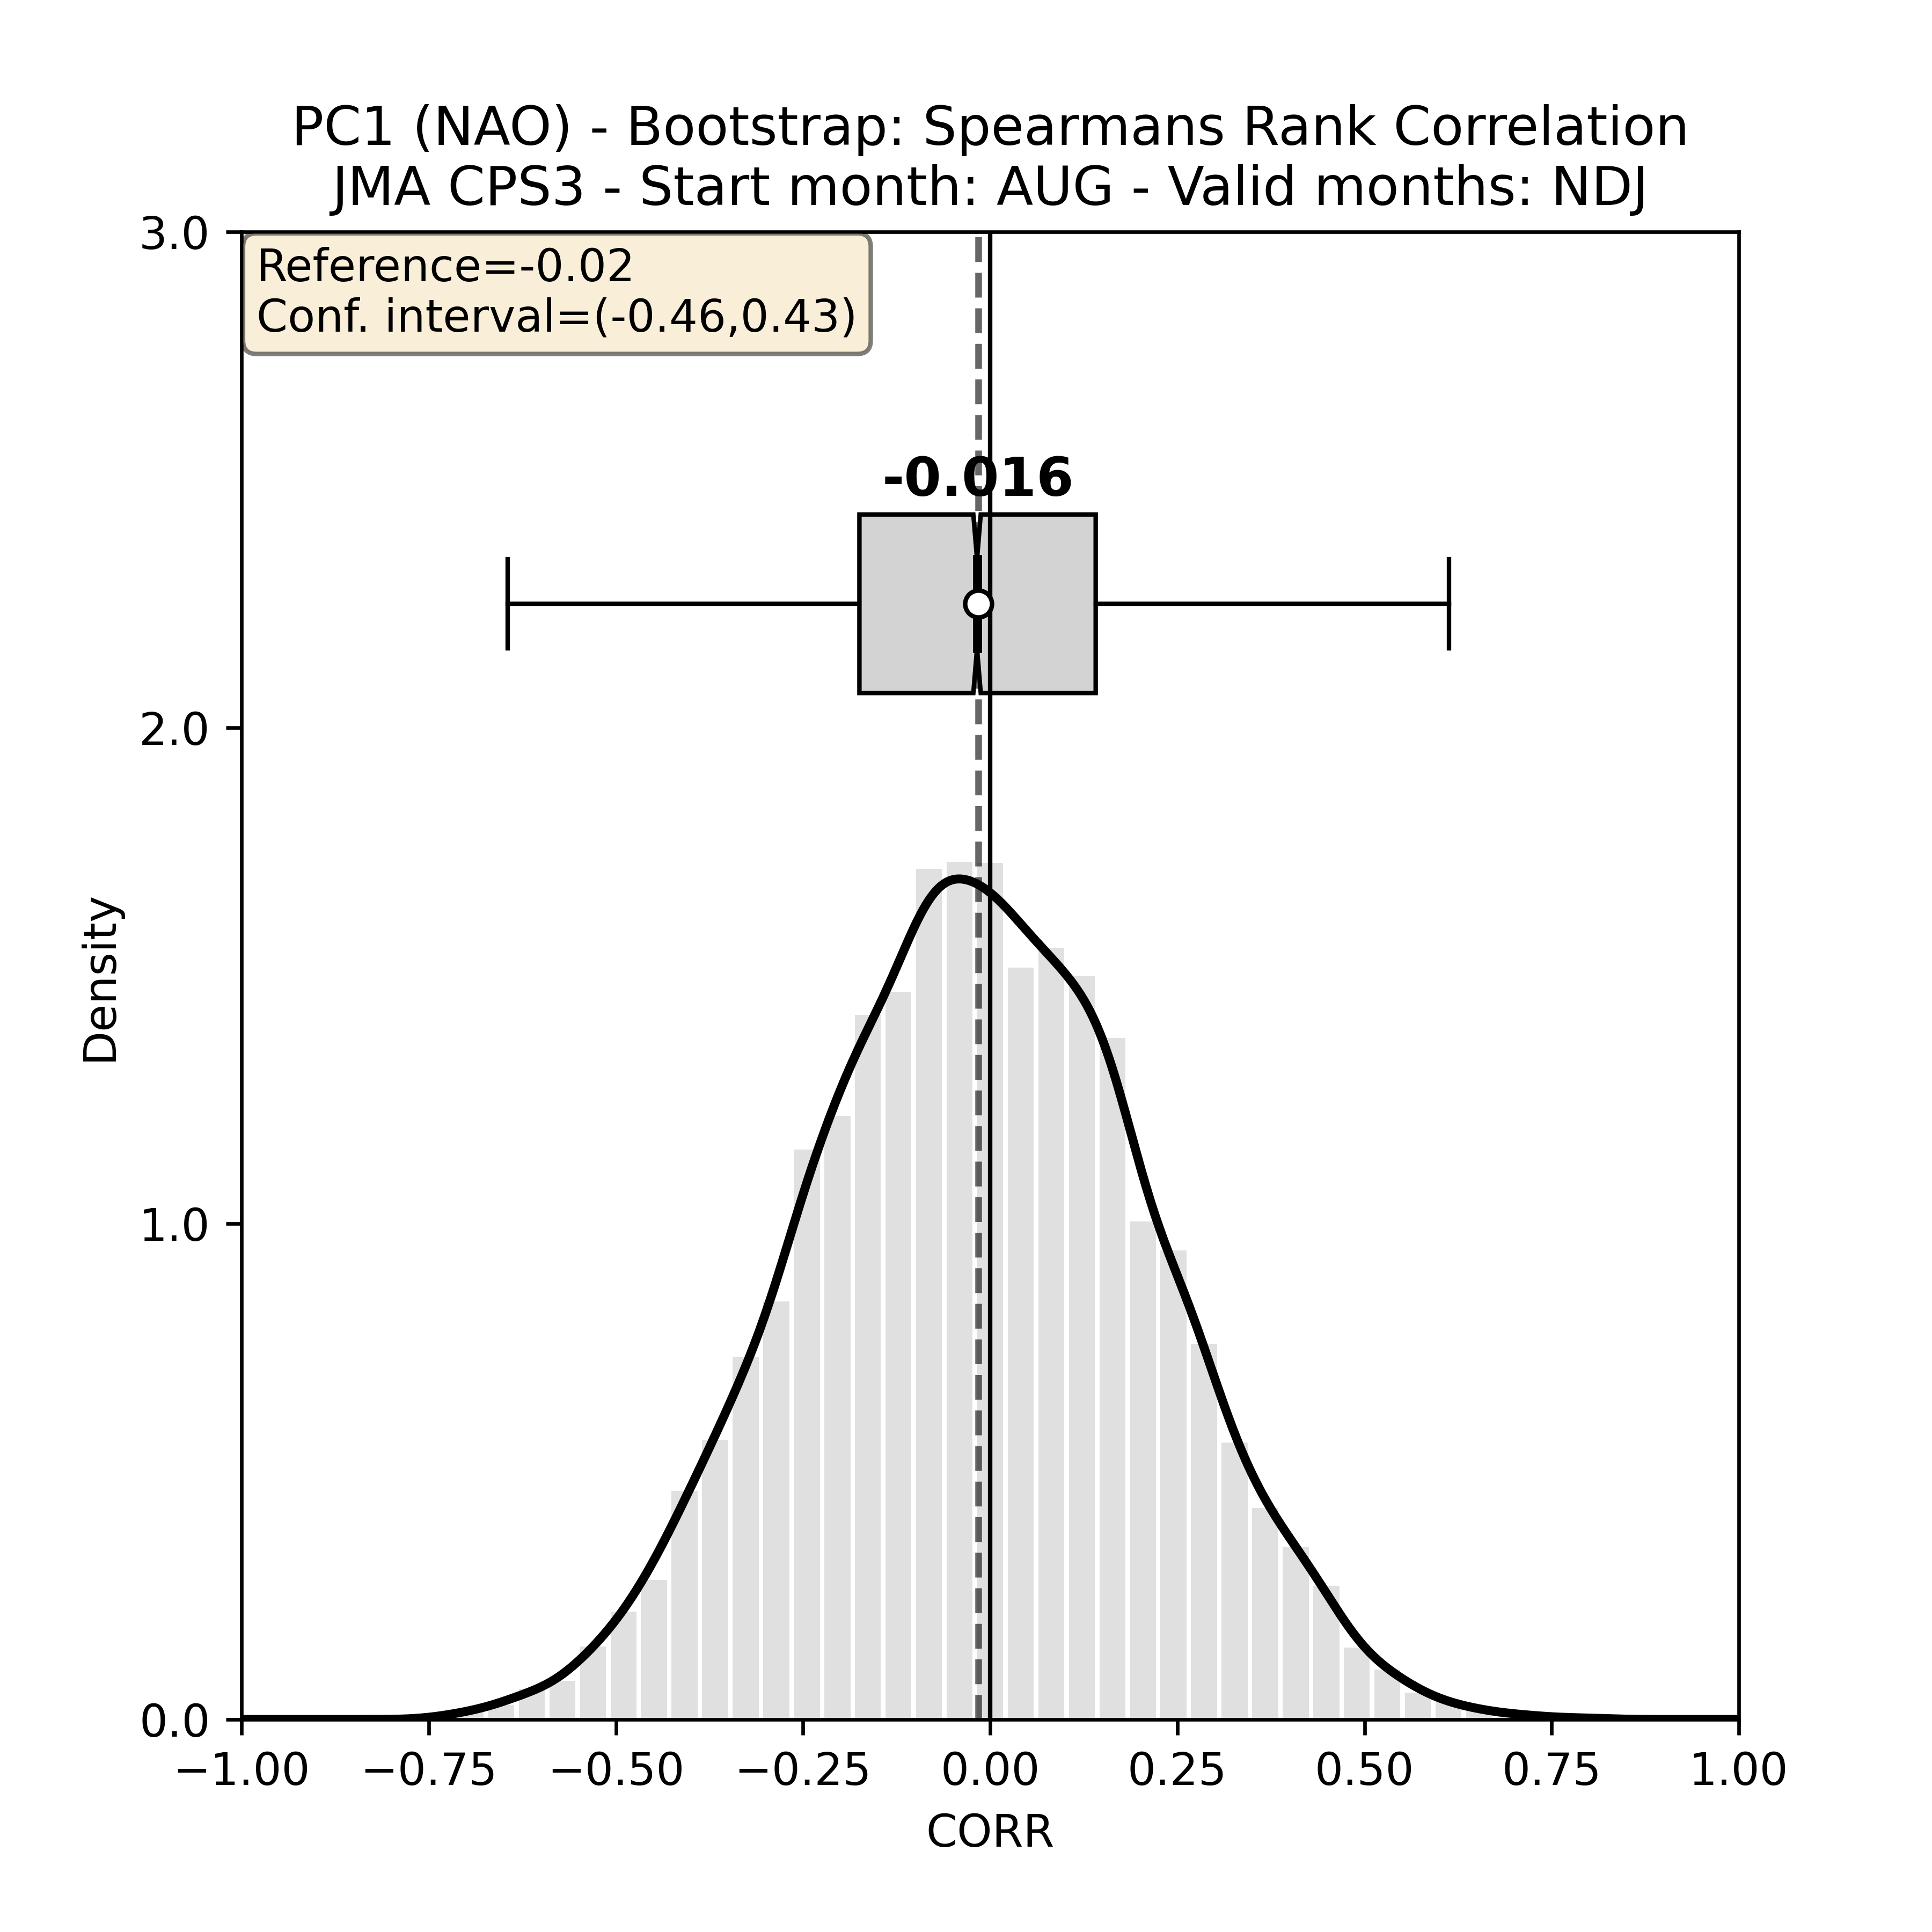 PC1 (NAO) - Bootstrap: Spearmans Rank Correlation
JMA CPS3 - Start month: AUG - Valid months: NDJ
Reference=-0.02
Conf. interval=(-0.46,0.43)
-0.016
3.0
2.0
1.0
0.0
Density
−1.00 −0.75 −0.50 −0.25 0.00 0.25 0.50 0.75 1.00
CORR